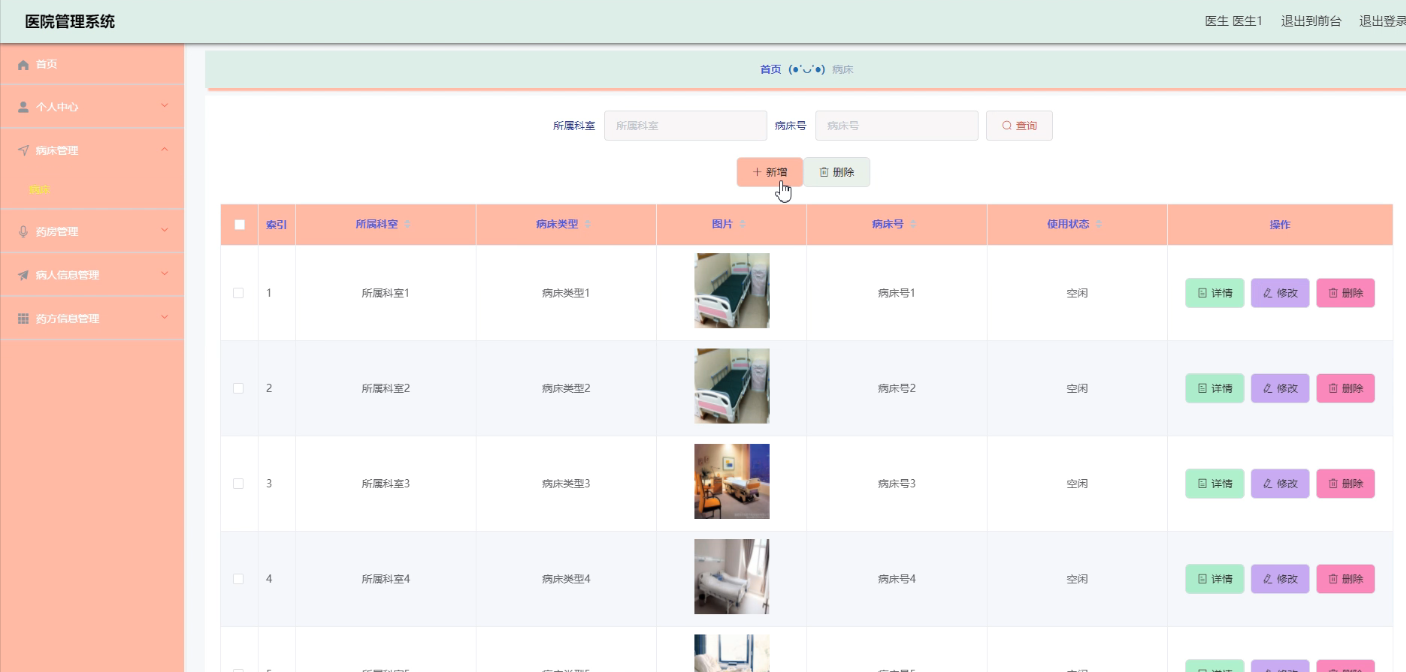 医院管理系统
医生 医生1 退出到前台 退出登录
首页
个人中心
病床管理
病床
药房管理
病人信息管理
药方信息管理
首页 (●'◡'●) 病床
所属科室 所属科室 病床号 病床号 查询
新增 删除
索引 所属科室 病床类型 图片 病床号 使用状态 操作
1 所属科室1 病床类型1 病床号1 空闲 详情 修改 删除
2 所属科室2 病床类型2 病床号2 空闲 详情 修改 删除
3 所属科室3 病床类型3 病床号3 空闲 详情 修改 删除
4 所属科室4 病床类型4 病床号4 空闲 详情 修改 删除